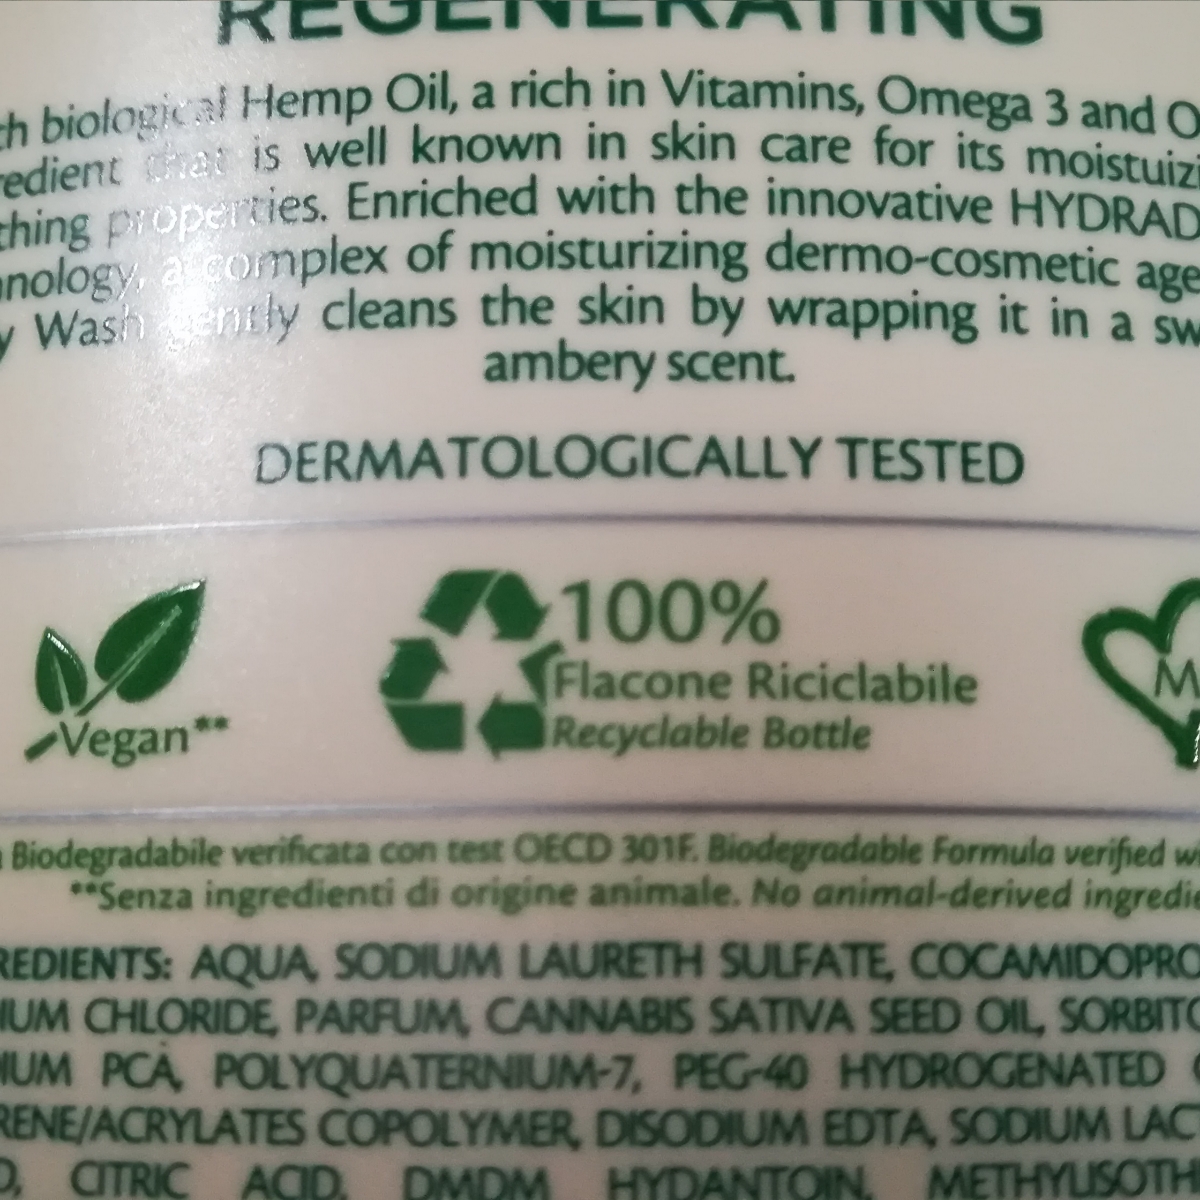 REGENERATING
ch biological Hemp Oil, a rich in Vitamins, Omega 3 and O
redient that is well known in skin care for its moistuizi
thing properties. Enriched with the innovative HYDRAD
nology, a complex of moisturizing dermo-cosmetic age
y Wash gently cleans the skin by wrapping it in a sw
ambery scent.
DERMATOLOGICALLY TESTED
Vegan**
100%
Flacone Riciclabile
Recyclable Bottle
M
Biodegradabile verificata con test OECD 301F. Biodegradable Formula verified wi
**Senza ingredienti di origine animale. No animal-derived ingredie
REDIENTS: AQUA, SODIUM LAURETH SULFATE, COCAMIDOPRO
IUM CHLORIDE, PARFUM, CANNABIS SATIVA SEED OIL, SORBITO
IUM PCA, POLYQUATERNIUM-7, PEG-40 HYDROGENATED
RENE/ACRYLATES COPOLYMER, DISODIUM EDTA, SODIUM LAC
D, CITRIC ACID, DMDM HYDANTOIN, METHYLISOTH